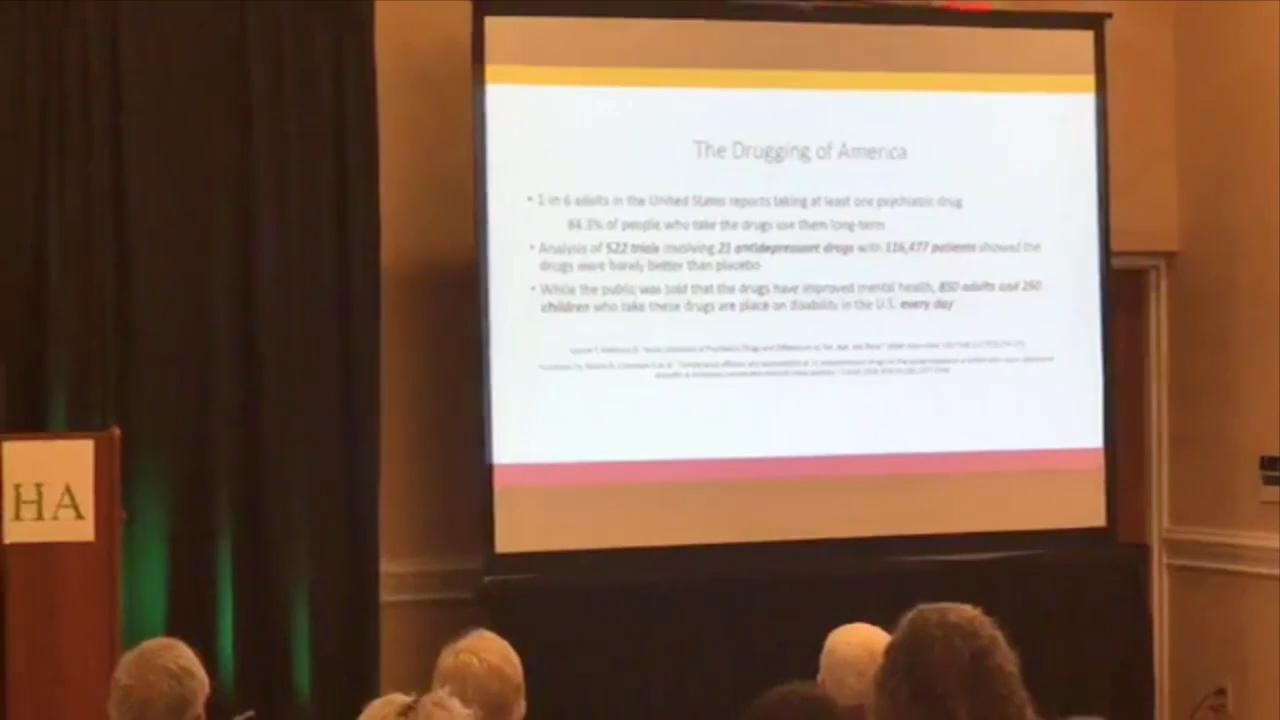 The Drugging of America
• 1 in 6 adults in the United States reports taking at least one psychiatric drug
84.3% of people who take the drugs use them long-term
• Analysis of 522 trials involving 21 antidepressant drugs with 116,477 patients showed the
drugs were barely better than placebo
• While the public was told that the drugs have improved mental health, 850 adults and 250
children who take these drugs are place on disability in the U.S. every day
HA